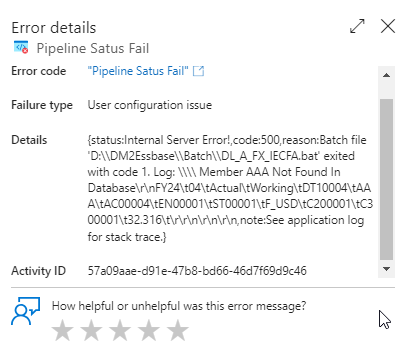 Error details
Pipeline Satus Fail
Error code "Pipeline Satus Fail"
Failure type User configuration issue
Details {status:Internal Server Error!,code:500,reason:Batch file
'D:\\DM2Essbase\\Batch\\DL_A_FX_IECFA.bat' exited
with code 1. Log: \\\\ Member AAA Not Found In
Database\r\nFY24\t04\tActual\tWorking\tDT10004\tAA
A\tAC00004\tEN00001\tST00001\tF_USD\tC200001\tC3
00001\t32.316\t\r\r\n\r\n\r\n,note:See application log
for stack trace.}
Activity ID 57a09aae-d91e-47b8-bd66-46d7f69d9c46
How helpful or unhelpful was this error message?